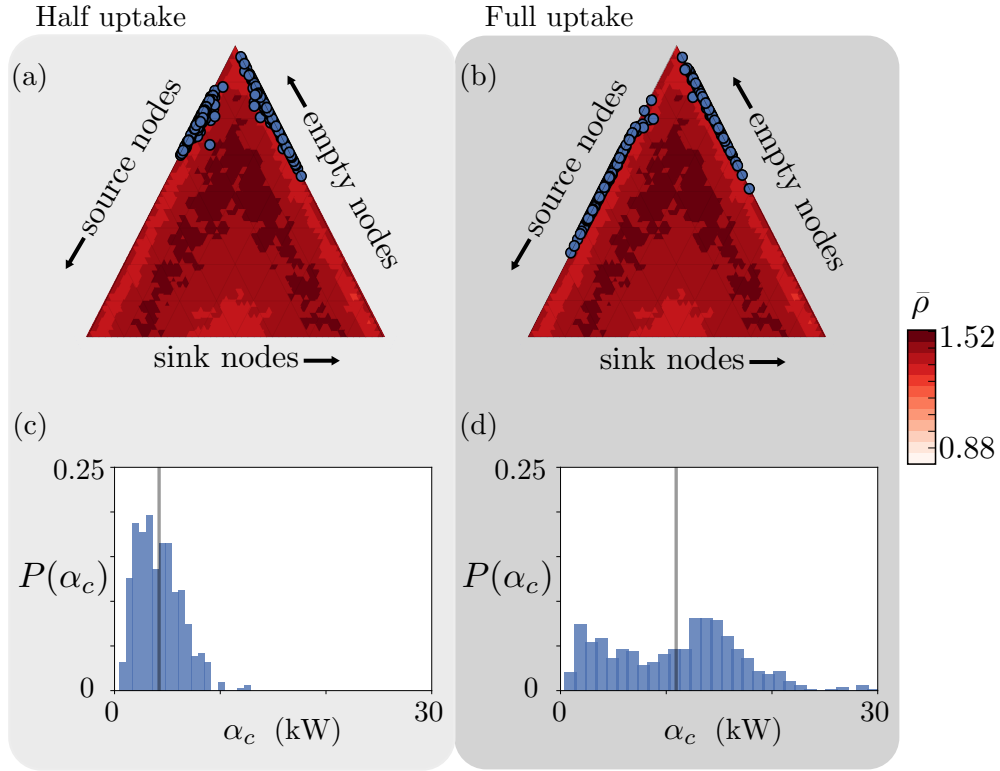 Half uptake
Full uptake
(a)
source nodes
empty nodes
sink nodes
(b)
source nodes
empty nodes
sink nodes
ρ̄
1.52
0.88
(c)
0.25
P(α_c)
0
0
30
α_c (kW)
(d)
0.25
P(α_c)
0
0
30
α_c (kW)